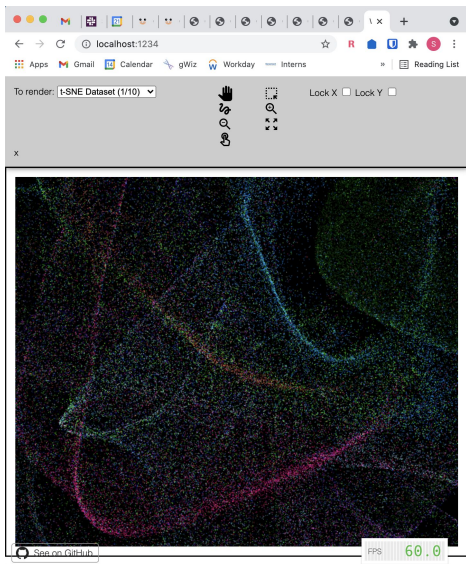 localhost:1234
R
S
Apps M Gmail Calendar gWiz Workday Interns » Reading List
To render: t-SNE Dataset (1/10) Lock X Lock Y
x
See on GitHub
FPS 60.0